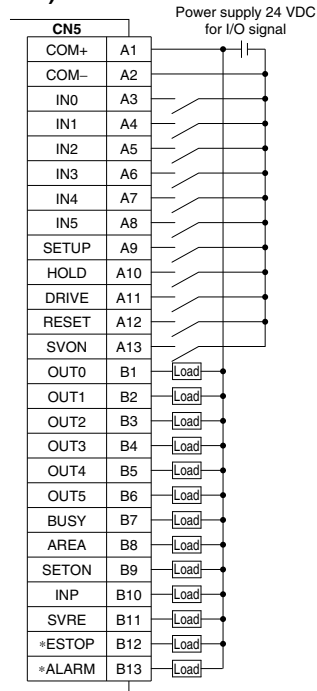 Power supply 24 VDC
for I/O signal
CN5
COM+ A1
COM– A2
IN0 A3
IN1 A4
IN2 A5
IN3 A6
IN4 A7
IN5 A8
SETUP A9
HOLD A10
DRIVE A11
RESET A12
SVON A13
OUT0 B1 Load
OUT1 B2 Load
OUT2 B3 Load
OUT3 B4 Load
OUT4 B5 Load
OUT5 B6 Load
BUSY B7 Load
AREA B8 Load
SETON B9 Load
INP B10 Load
SVRE B11 Load
*ESTOP B12 Load
*ALARM B13 Load